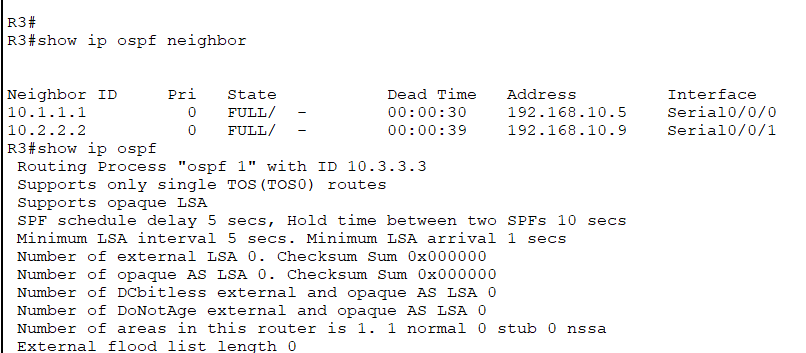 R3#
R3#show ip ospf neighbor
Neighbor ID     Pri   State           Dead Time   Address         Interface
10.1.1.1          0   FULL/  -        00:00:30    192.168.10.5    Serial0/0/0
10.2.2.2          0   FULL/  -        00:00:39    192.168.10.9    Serial0/0/1
R3#show ip ospf
Routing Process "ospf 1" with ID 10.3.3.3
Supports only single TOS(TOS0) routes
Supports opaque LSA
SPF schedule delay 5 secs, Hold time between two SPFs 10 secs
Minimum LSA interval 5 secs. Minimum LSA arrival 1 secs
Number of external LSA 0. Checksum Sum 0x000000
Number of opaque AS LSA 0. Checksum Sum 0x000000
Number of DCbitless external and opaque AS LSA 0
Number of DoNotAge external and opaque AS LSA 0
Number of areas in this router is 1. 1 normal 0 stub 0 nssa
External flood list length 0